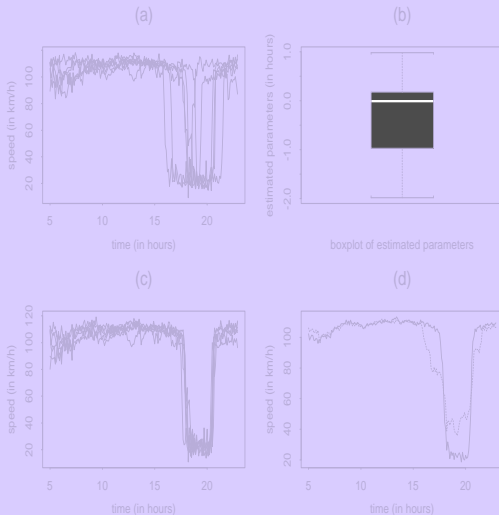 (a)
speed (in km/h)
20 40 60 80 100
5 10 15 20
time (in hours)
(b)
estimated parameters (in hours)
-2.0 -1.0 0.0 1.0
boxplot of estimated parameters
(c)
speed (in km/h)
20 40 60 80 100 120
5 10 15 20
time (in hours)
(d)
speed (in km/h)
20 40 60 80 100
5 10 15 20
time (in hours)